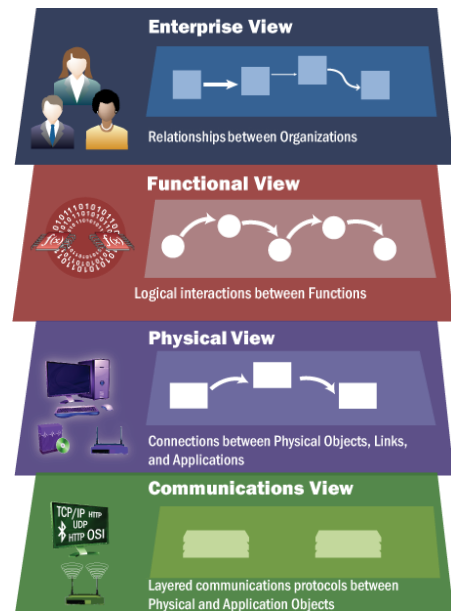 Enterprise View
Relationships between Organizations
Functional View
f(x) f(x)
Logical interactions between Functions
Physical View
Connections between Physical Objects, Links,
and Applications
Communications View
TCP/IP HTTP
UDP
HTTP OSI
Layered communications protocols between
Physical and Application Objects